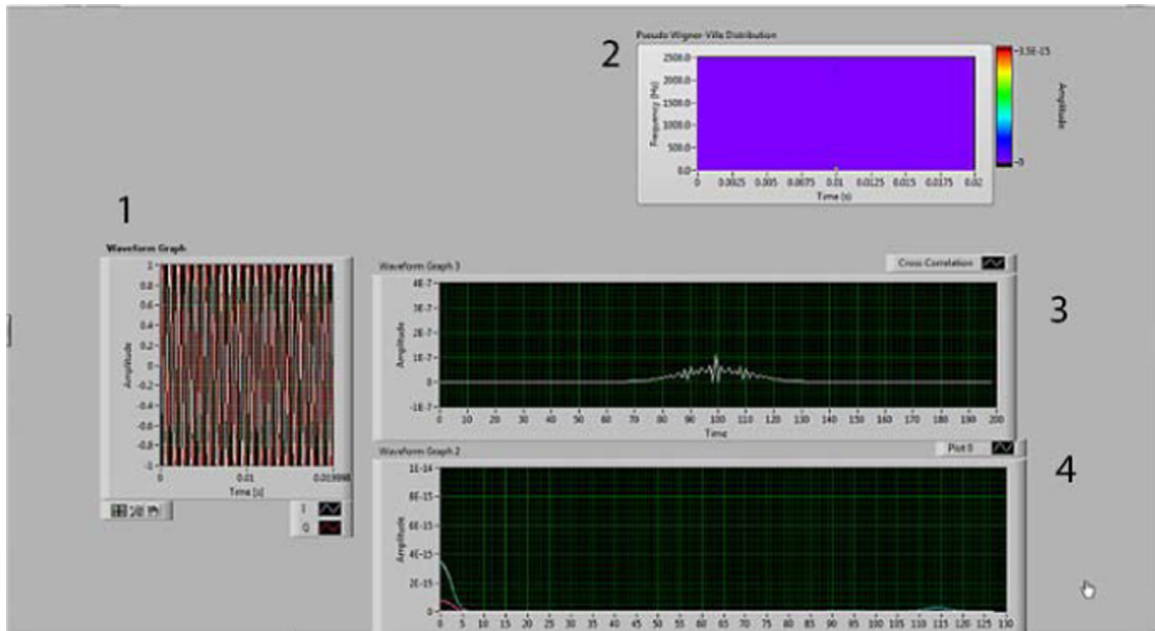 2
Pseudo Wigner-Ville Distribution
2500.0
2000.0
1500.0
1000.0
500.0
0.0
Frequency [Hz]
0 0.0025 0.005 0.0075 0.01 0.0125 0.015 0.0175 0.02
Time (s)
3.5E-15
0
Amplitude
1
Waveform Graph
1
0.8
0.6
0.4
0.2
0
-0.2
-0.4
-0.6
-0.8
-1
Amplitude
0 0.01 0.019998
Time [s]
I
Q
Waveform Graph 3
Cross Correlation
3
4E-7
3E-7
2E-7
1E-7
0
-1E-7
Amplitude
0 10 20 30 40 50 60 70 80 90 100 110 120 130 140 150 160 170 180 190 200
Time
Waveform Graph 2
Plot 0
4
1E-14
8E-15
6E-15
4E-15
2E-15
0
Amplitude
0 5 10 15 20 25 30 35 40 45 50 55 60 65 70 75 80 85 90 95 100 105 110 115 120 125 130